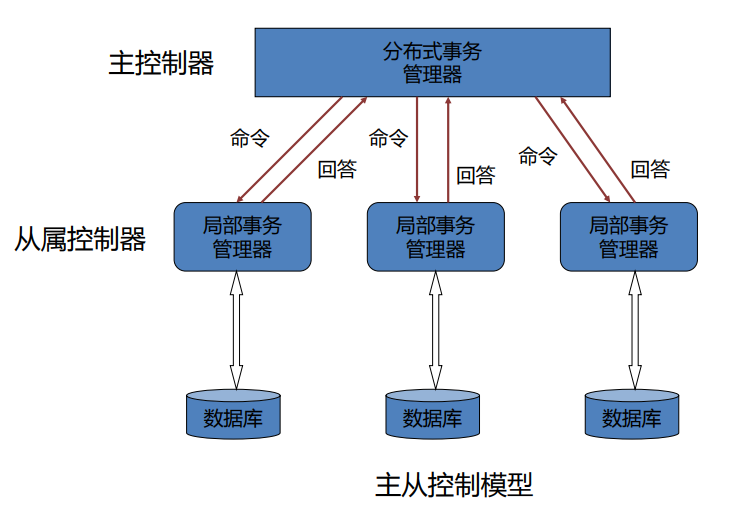 主控制器
分布式事务
管理器
命令
回答
命令
回答
命令
回答
从属控制器
局部事务
管理器
局部事务
管理器
局部事务
管理器
数据库
数据库
数据库
主从控制模型